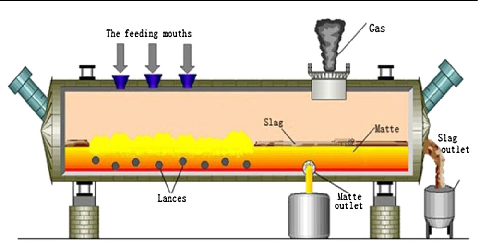 The feeding mouths
Gas
Slag
Matte
Slag
outlet
Lances
Matte
outlet